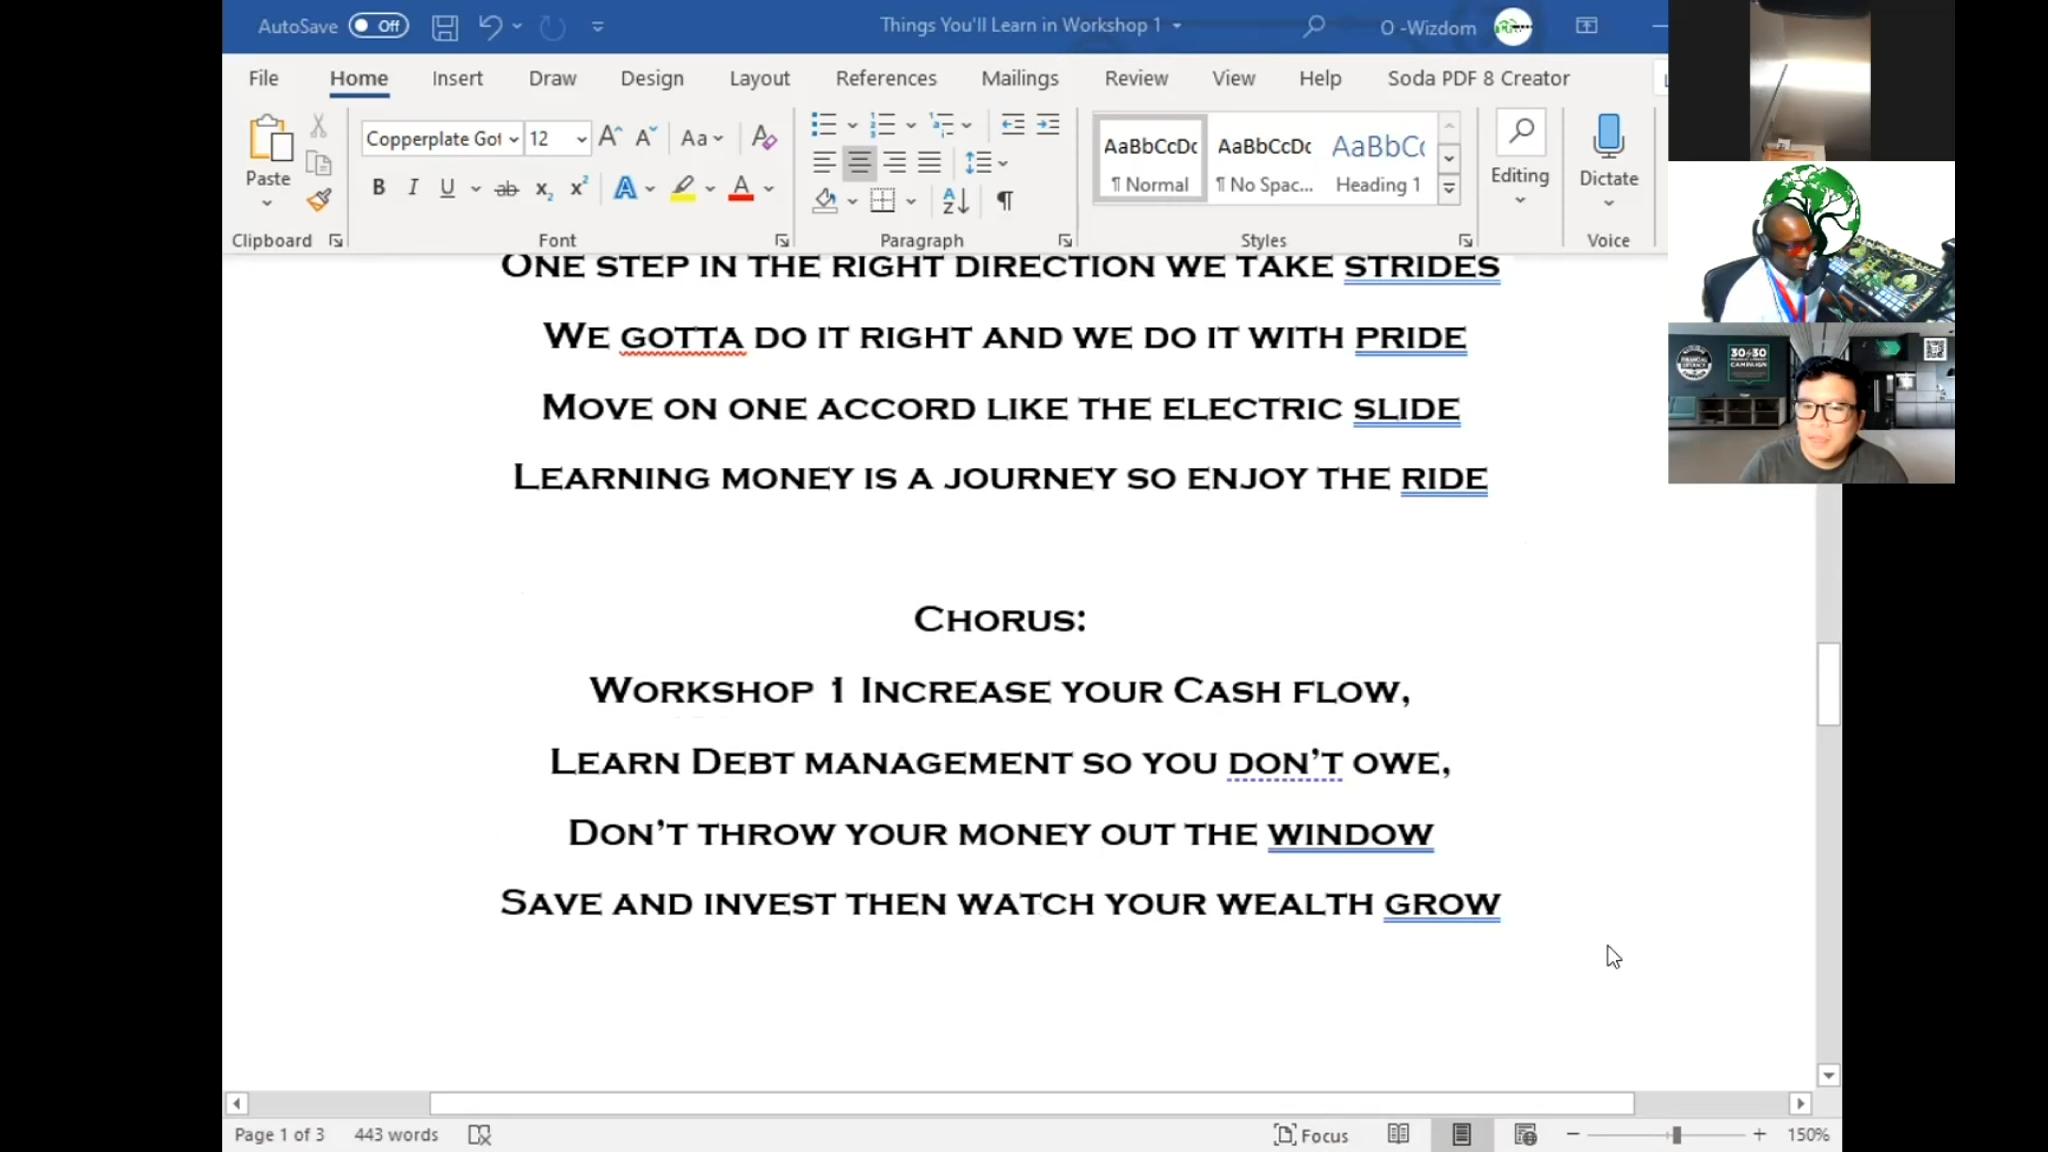 AutoSave Off Things You'll Learn in Workshop 1 O -Wizdom
File Home Insert Draw Design Layout References Mailings Review View Help Soda PDF 8 Creator
Paste Copperplate Got 12 Aa
AaBbCcDc AaBbCcDc AaBbCc
¶ Normal ¶ No Spac... Heading 1
Editing Dictate
B I U ab x₂ x² A A
Clipboard Font Paragraph Styles Voice
One step in the right direction we take strides
We gotta do it right and we do it with pride
Move on one accord like the electric slide
Learning money is a journey so enjoy the ride
Chorus:
Workshop 1 Increase your Cash flow,
Learn Debt management so you don't owe,
Don't throw your money out the window
Save and invest then watch your wealth grow
30 30
CAMPAIGN
Page 1 of 3 443 words Focus 150%